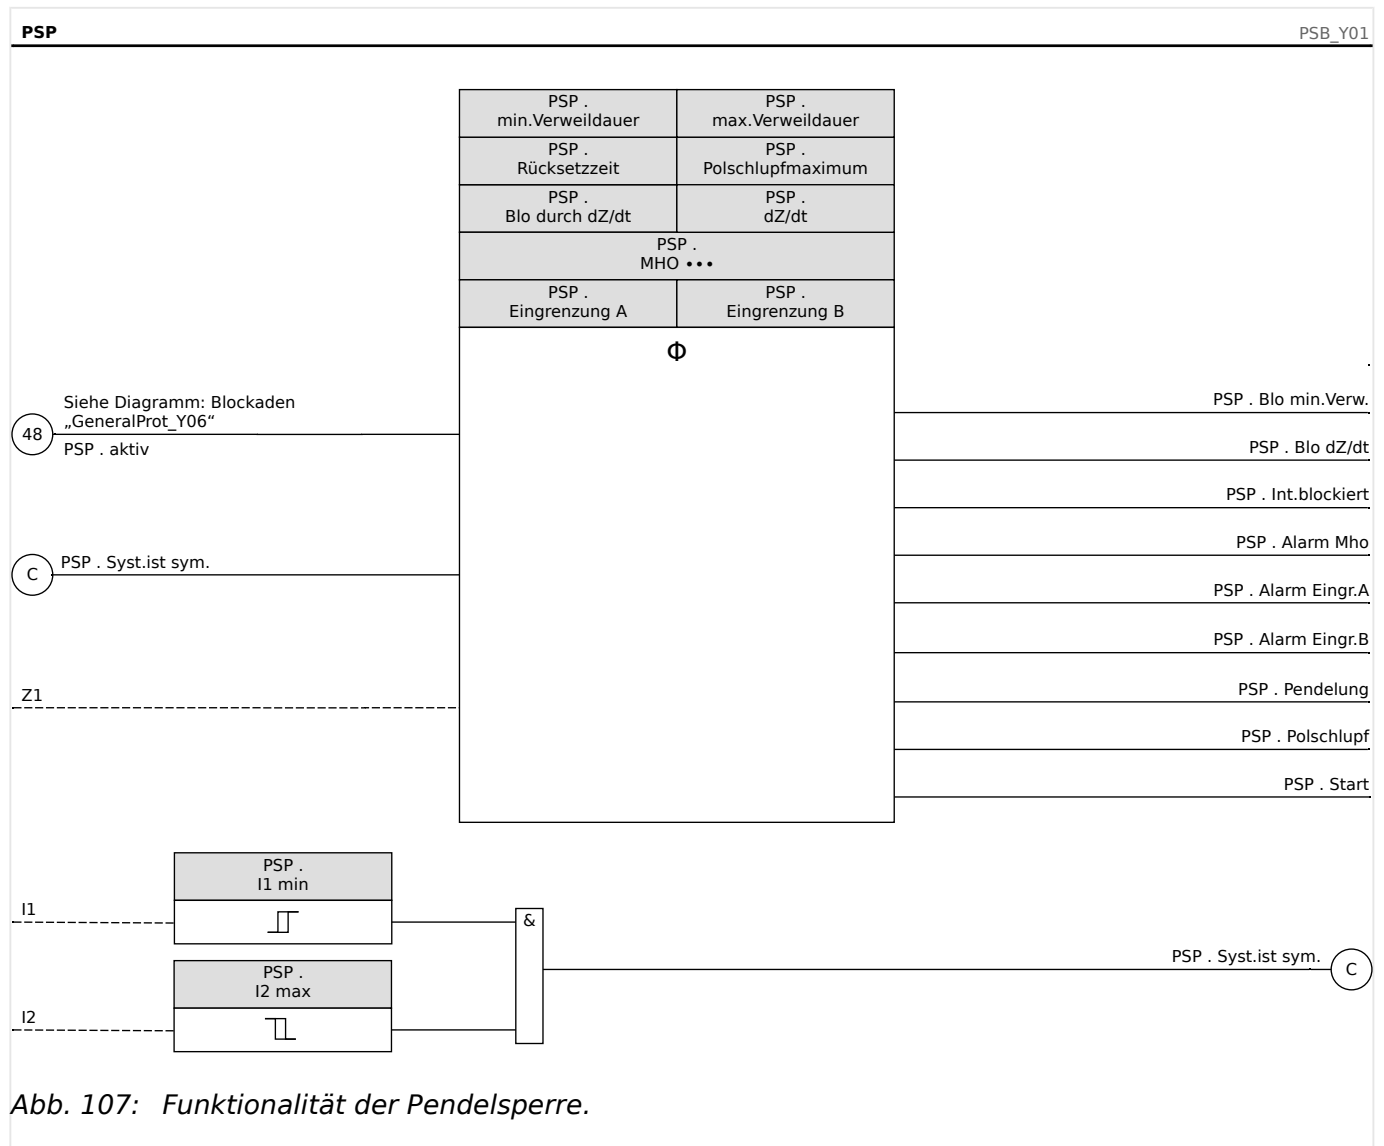 PSP
PSB_Y01
PSP .
min.Verweildauer
PSP .
max.Verweildauer
PSP .
Rücksetzzeit
PSP .
Polschlupfmaximum
PSP .
Blo durch dZ/dt
PSP .
dZ/dt
PSP .
MHO •••
PSP .
Eingrenzung A
PSP .
Eingrenzung B
Φ
Siehe Diagramm: Blockaden
„GeneralProt_Y06“
48
PSP . aktiv
PSP . Syst.ist sym.
C
Z1
PSP . Blo min.Verw.
PSP . Blo dZ/dt
PSP . Int.blockiert
PSP . Alarm Mho
PSP . Alarm Eingr.A
PSP . Alarm Eingr.B
PSP . Pendelung
PSP . Polschlupf
PSP . Start
PSP .
I1 min
I1
&
PSP .
I2 max
I2
PSP . Syst.ist sym.
C
Abb. 107: Funktionalität der Pendelsperre.